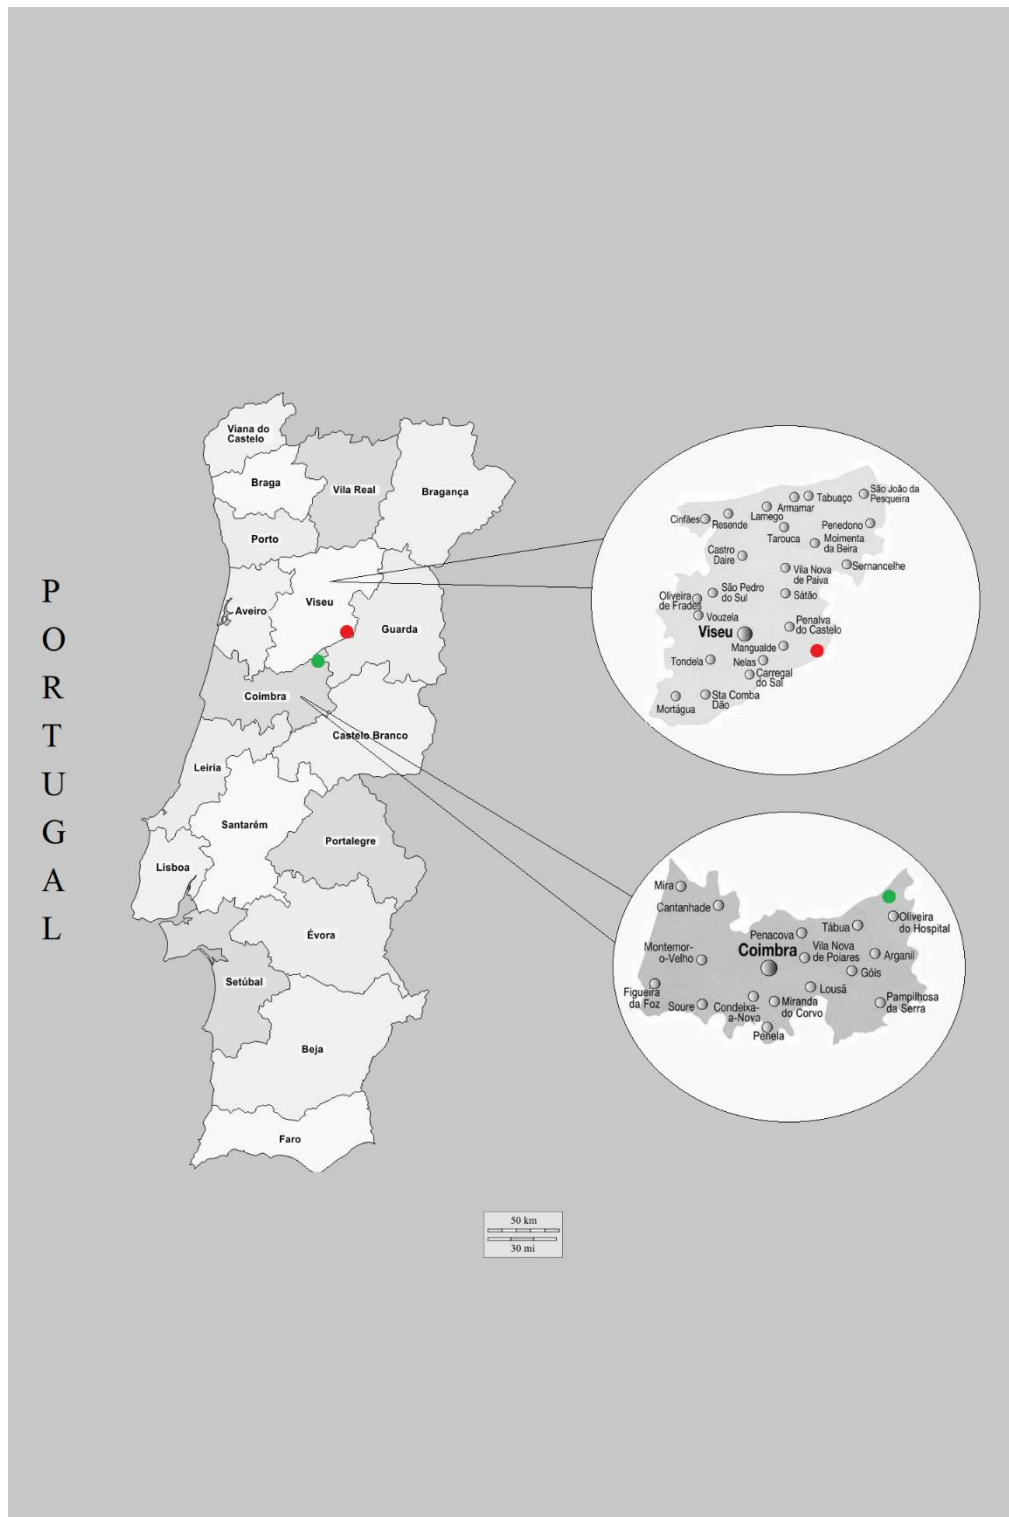 P
O
R
T
U
G
A
L
Viana do
Castelo
Braga
Vila Real
Bragança
Porto
Aveiro
Viseu
Guarda
Coimbra
Castelo Branco
Leiria
Santarém
Lisboa
Portalegre
Évora
Setúbal
Beja
Faro
São João da
Pesqueira
Tabuaço
Armamar
Lamego
Cinfães
Resende
Penedono
Tarouca
Moimenta
da Beira
Castro
Daire
Sernancelhe
Vila Nova
de Paiva
São Pedro
do Sul
Sátão
Oliveira
de Frades
Vouzela
Viseu
Penalva
do Castelo
Mangualde
Tondela
Nelas
Carregal
do Sal
Mortágua
Sta Comba
Dão
Mira
Cantanhade
Oliveira
do Hospital
Tábua
Penacova
Coimbra
Montemor-
o-Velho
Vila Nova
de Poiares
Arganil
Góis
Figueira
da Foz
Lousã
Soure
Condeixa-
a-Nova
Miranda
do Corvo
Pampilhosa
da Serra
Penela
50 km
30 mi